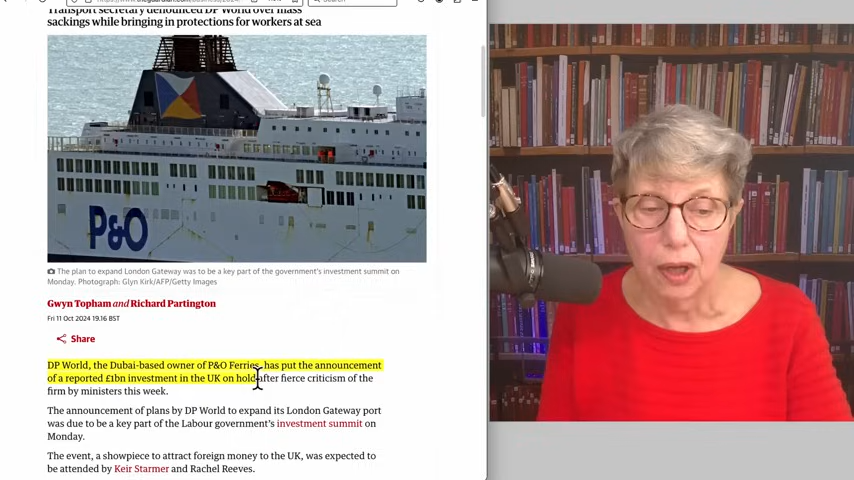 Transport secretary denounced DP World over mass
sackings while bringing in protections for workers at sea
P&O
The plan to expand London Gateway was to be a key part of the government's investment summit on
Monday. Photograph: Glyn Kirk/AFP/Getty Images
Gwyn Topham and Richard Partington
Fri 11 Oct 2024 19.16 BST
Share
DP World, the Dubai-based owner of P&O Ferries, has put the announcement
of a reported £1bn investment in the UK on hold after fierce criticism of the
firm by ministers this week.
The announcement of plans by DP World to expand its London Gateway port
was due to be a key part of the Labour government's investment summit on
Monday.
The event, a showpiece to attract foreign money to the UK, was expected to
be attended by Keir Starmer and Rachel Reeves.